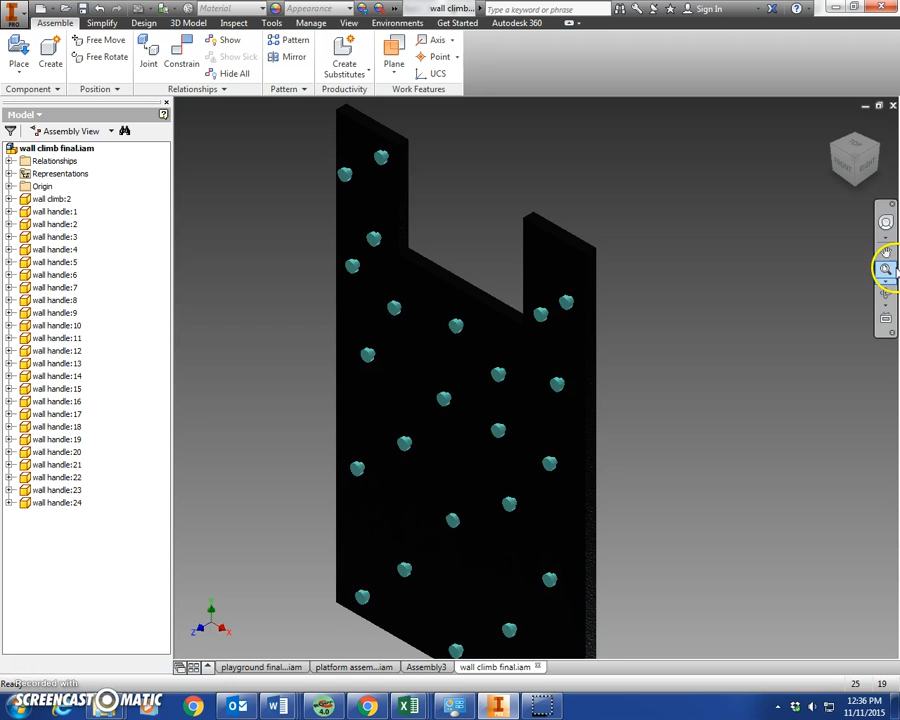 Material
Appearance
wall climb...
Type a keyword or phrase
Sign In
PRO
Assemble
Simplify
Design
3D Model
Inspect
Tools
Manage
View
Environments
Get Started
Autodesk 360
Place
Create
Free Move
Free Rotate
Joint
Constrain
Show
Show Sick
Hide All
Pattern
Mirror
Create
Substitutes
Plane
Axis
Point
UCS
Component
Position
Relationships
Pattern
Productivity
Work Features
Model
Assembly View
wall climb final.iam
Relationships
Representations
Origin
wall climb:2
wall handle:1
wall handle:2
wall handle:3
wall handle:4
wall handle:5
wall handle:6
wall handle:7
wall handle:8
wall handle:9
wall handle:10
wall handle:11
wall handle:12
wall handle:13
wall handle:14
wall handle:15
wall handle:16
wall handle:17
wall handle:18
wall handle:19
wall handle:20
wall handle:21
wall handle:22
wall handle:23
wall handle:24
TOP
FRONT
RIGHT
Y
Z
X
playground final...iam
platform assem...iam
Assembly3
wall climb final.iam
Recorded with
25
19
SCREENCAST MATIC
4.0
12:36 PM
11/11/2015